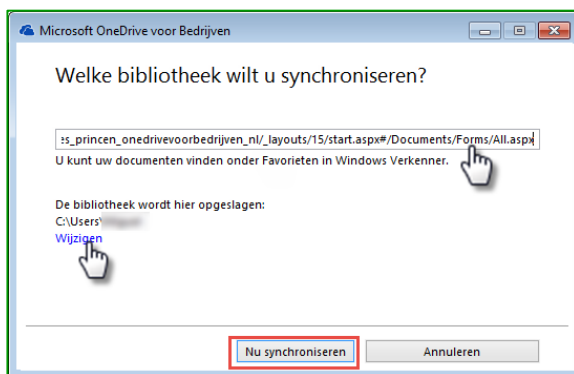 Microsoft OneDrive voor Bedrijven
Welke bibliotheek wilt u synchroniseren?
es_princen_onedrivevoorbedrijven_nl/_layouts/15/start.aspx#/Documents/Forms/All.aspx
U kunt uw documenten vinden onder Favorieten in Windows Verkenner.
De bibliotheek wordt hier opgeslagen:
C:\Users\
Wijzigen
Nu synchroniseren
Annuleren